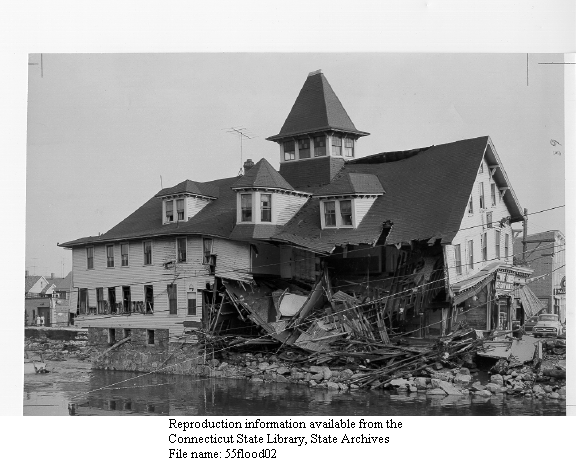 Reproduction information available from the
Connecticut State Library, State Archives
File name: 55flood02